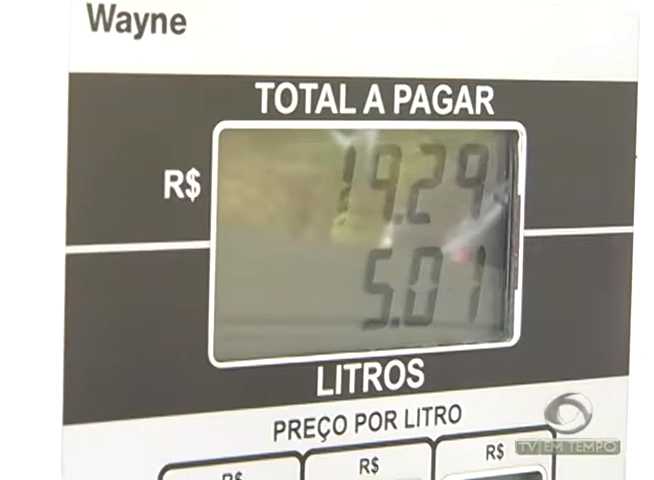 Wayne
TOTAL A PAGAR
R$ 19.29
5.01
LITROS
PREÇO POR LITRO
R$ R$ R$
TV EM TEMPO